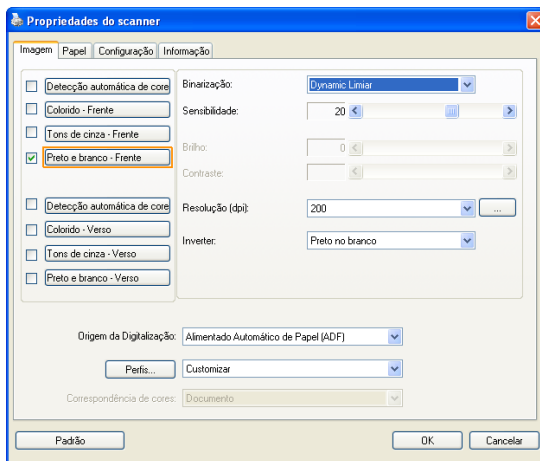 Propriedades do scanner
Imagem Papel Configuração Informação
Detecção automática de core
Colorido - Frente
Tons de cinza - Frente
Preto e branco - Frente
Detecção automática de core
Colorido - Verso
Tons de cinza - Verso
Preto e branco - Verso
Binarização: Dynamic Limiar
Sensibilidade: 20
Brilho: 0
Contraste:
Resolução (dpi): 200 ...
Inverter: Preto no branco
Origem da Digitalização: Alimentado Automático de Papel (ADF)
Perfis... Customizar
Correspondência de cores: Documento
Padrão OK Cancelar